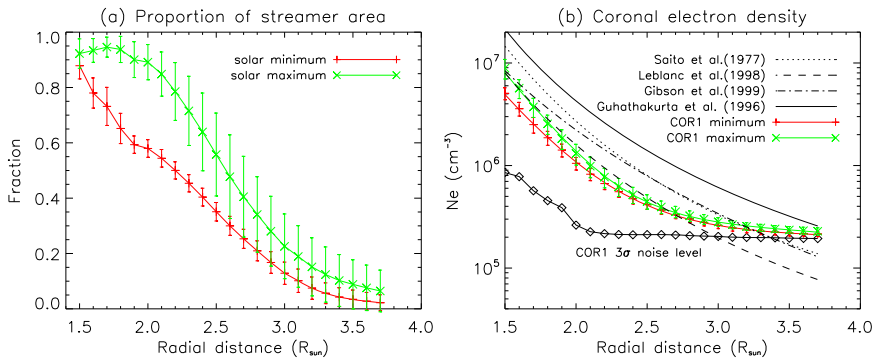 (a) Proportion of streamer area
solar minimum
solar maximum
1.0
0.8
0.6
0.4
0.2
0.0
Fraction
1.5 2.0 2.5 3.0 3.5 4.0
Radial distance (Rsun)
(b) Coronal electron density
Saito et al.(1977)
Leblanc et al.(1998)
Gibson et al.(1999)
Guhathakurta et al. (1996)
COR1 minimum
COR1 maximum
10^7
10^6
10^5
Ne (cm^-3)
COR1 3σ noise level
1.5 2.0 2.5 3.0 3.5 4.0
Radial distance (Rsun)